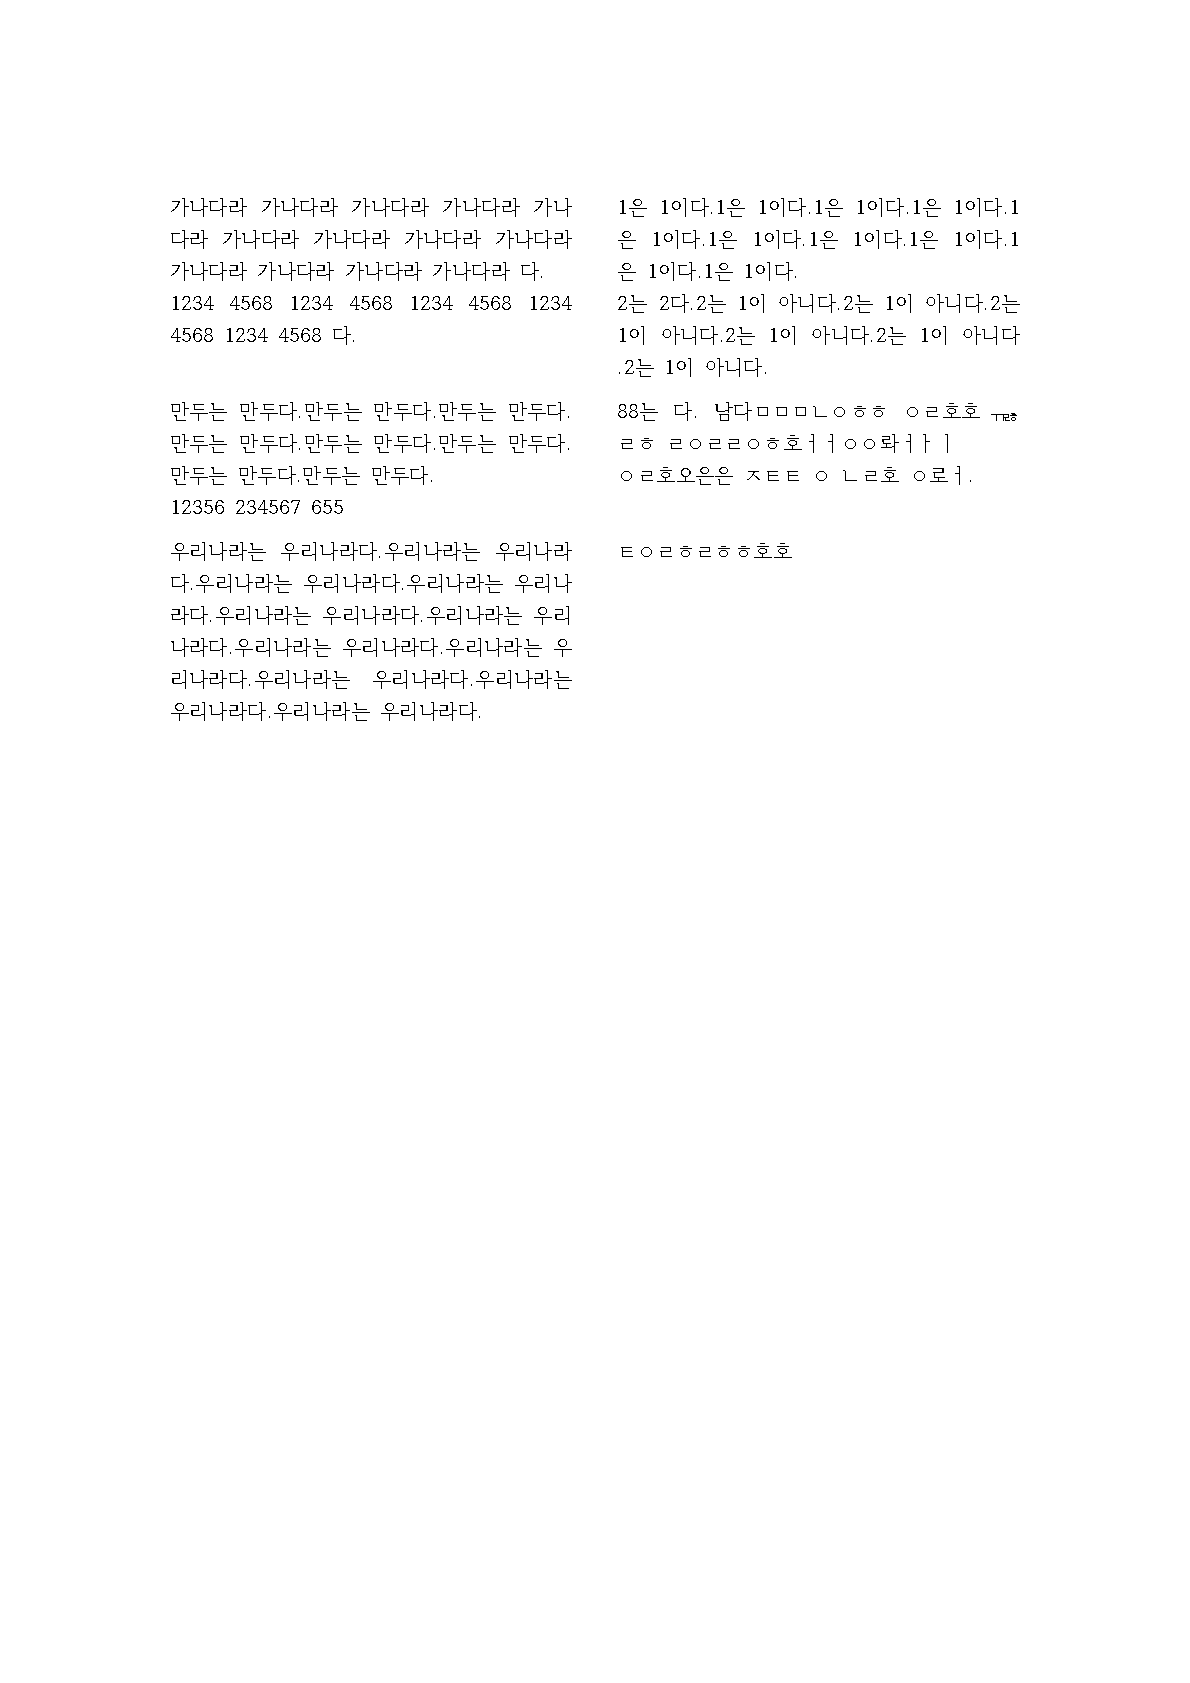 가나다라 가나다라 가나다라 가나다라 가나
다라 가나다라 가나다라 가나다라 가나다라
가나다라 가나다라 가나다라 가나다라 다.
1234 4568 1234 4568 1234 4568 1234
4568 1234 4568 다.
만두는 만두다.만두는 만두다.만두는 만두다.
만두는 만두다.만두는 만두다.만두는 만두다.
만두는 만두다.만두는 만두다.
12356 234567 655
우리나라는 우리나라다.우리나라는 우리나라
다.우리나라는 우리나라다.우리나라는 우리나
라다.우리나라는 우리나라다.우리나라는 우리
나라다.우리나라는 우리나라다.우리나라는 우
리나라다.우리나라는 우리나라다.우리나라는
우리나라다.우리나라는 우리나라다.
1은 1이다.1은 1이다.1은 1이다.1은 1이다.1
은 1이다.1은 1이다.1은 1이다.1은 1이다.1
은 1이다.1은 1이다.
2는 2다.2는 1이 아니다.2는 1이 아니다.2는
1이 아니다.2는 1이 아니다.2는 1이 아니다
.2는 1이 아니다.
88는 다. 남다ㅁㅁㅁㄴㅇㅎㅎ ㅇㄹ호호
ㄹㅎ ㄹㅇㄹㄹㅇㅎ호ㅓㅓㅇㅇ롸ㅓㅏㅣ
ㅇㄹ호오은은 ㅈㅌㅌ ㅇ ㄴㄹ호 ㅇ로ㅓ.
ㅌㅇㄹㅎㄹㅎㅎ호호